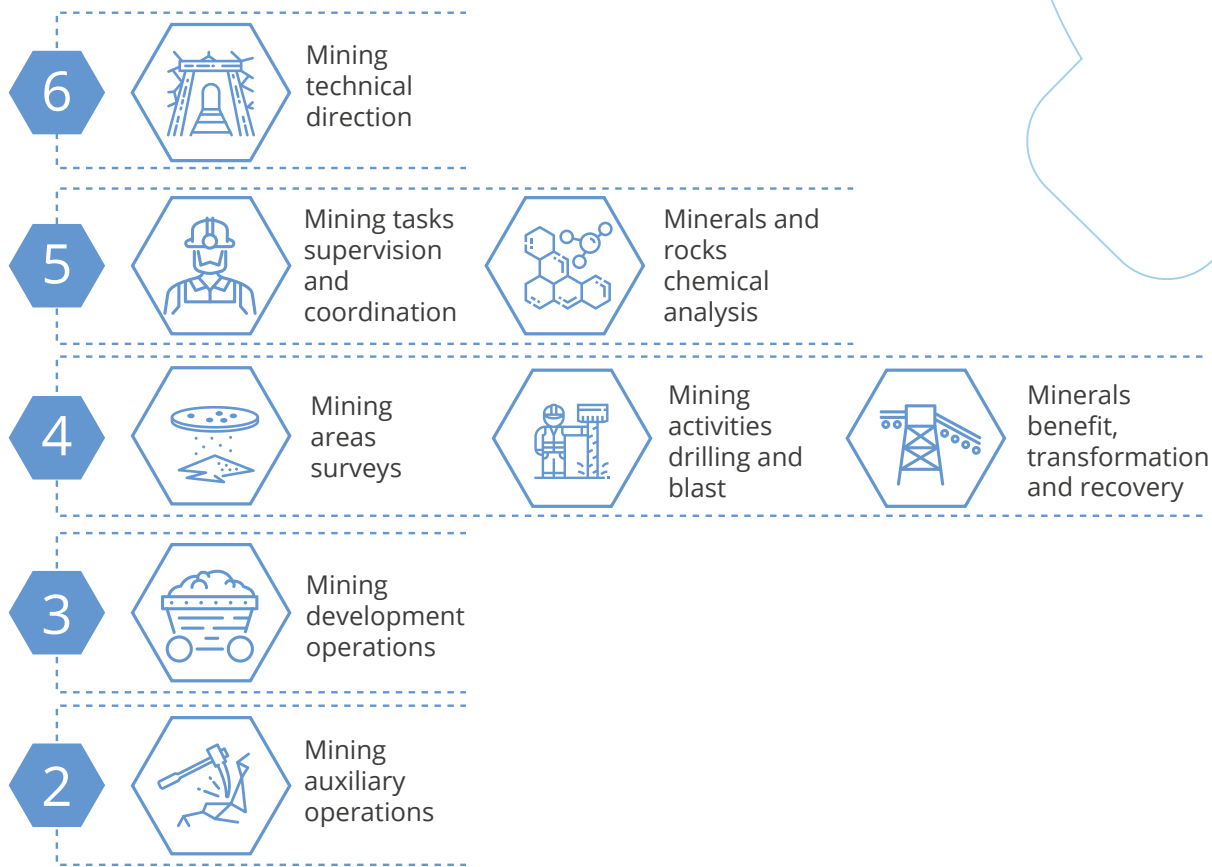 6
Mining
technical
direction
5
Mining tasks
supervision
and
coordination
Minerals and
rocks
chemical
analysis
4
Mining
areas
surveys
Mining
activities
drilling and
blast
Minerals
benefit,
transformation
and recovery
3
Mining
development
operations
2
Mining
auxiliary
operations